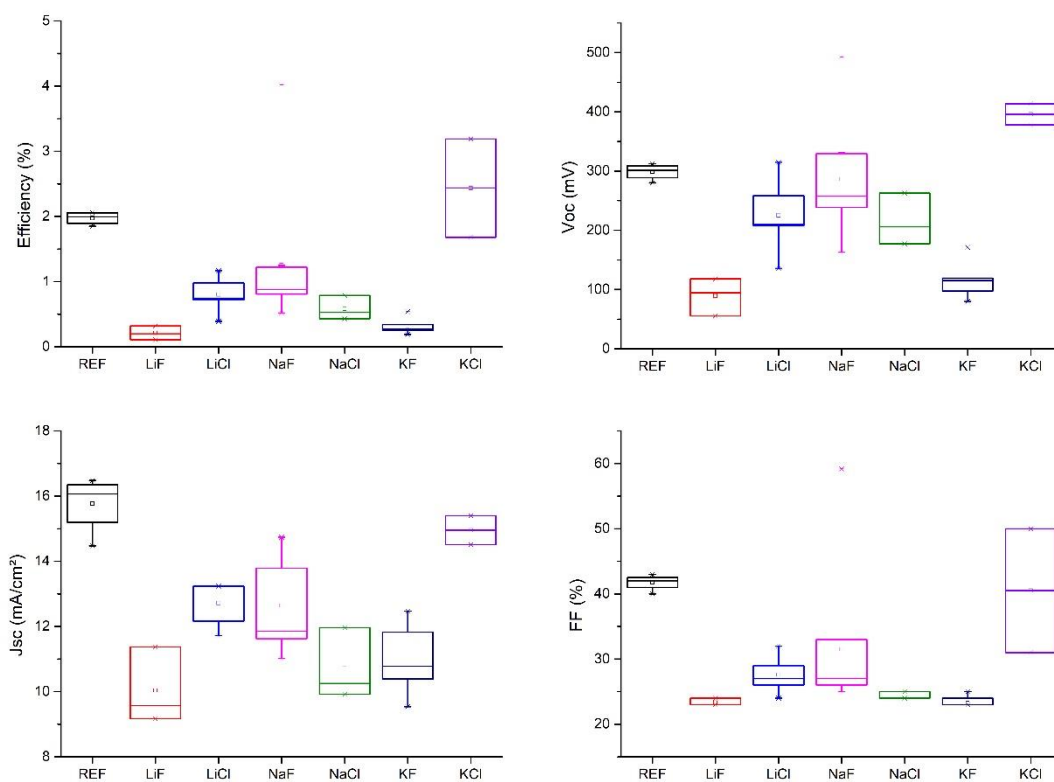 5
4
3
2
1
0
Efficiency (%)
REF LiF LiCl NaF NaCl KF KCl
500
400
300
200
100
0
Voc (mV)
REF LiF LiCl NaF NaCl KF KCl
18
16
14
12
10
8
Jsc (mA/cm²)
REF LiF LiCl NaF NaCl KF KCl
60
50
40
30
20
FF (%)
REF LiF LiCl NaF NaCl KF KCl